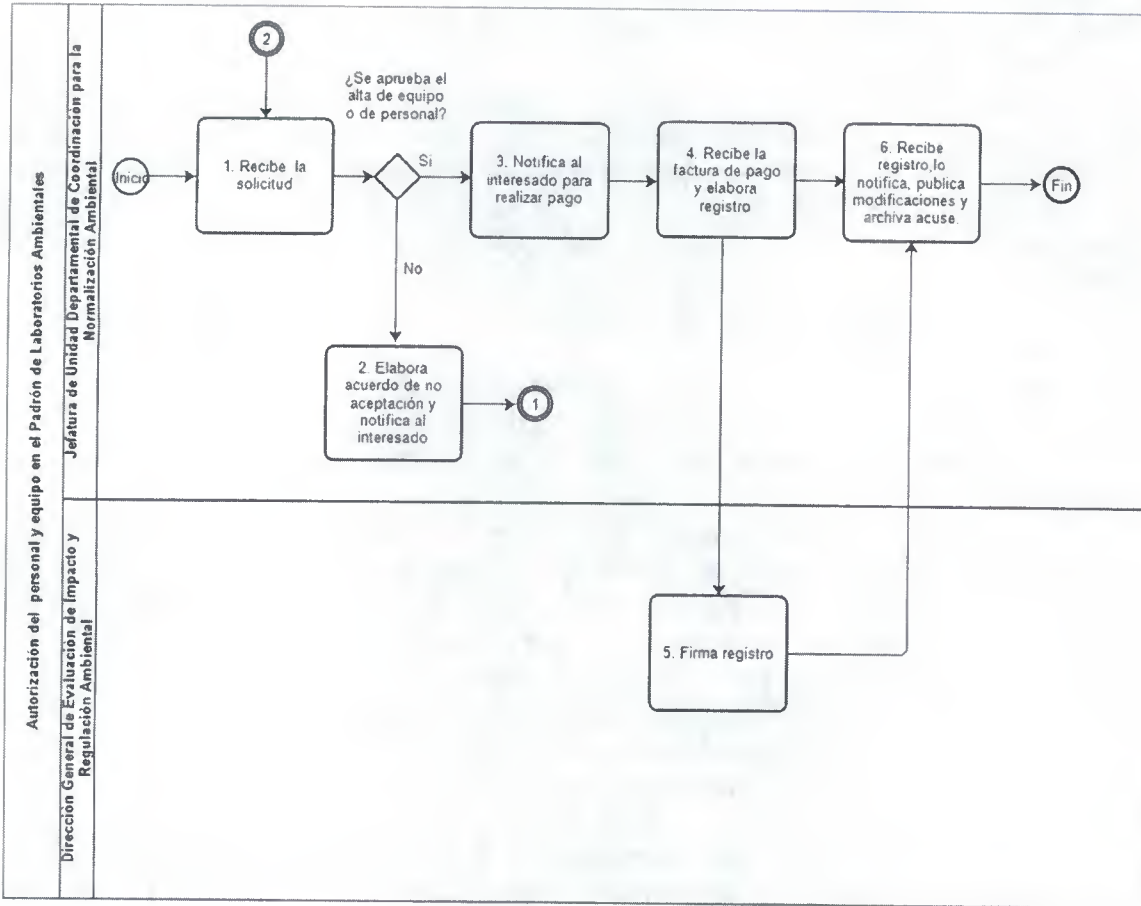 Autorización del personal y equipo en el Padrón de Laboratorios Ambientales
Jefatura de Unidad Departamental de Coordinación para la
Normalización Ambiental
2
¿Se aprueba el
alta de equipo
o de personal?
Inicio
1. Recibe la
solicitud
Si
3. Notifica al
interesado para
realizar pago
4. Recibe la
factura de pago
y elabora
registro
6. Recibe
registro,lo
notifica, publica
modificaciones y
archiva acuse.
Fin
No
2. Elabora
acuerdo de no
aceptación y
notifica al
interesado
1
Dirección General de Evaluación de Impacto y
Regulación Ambiental
5. Firma registro